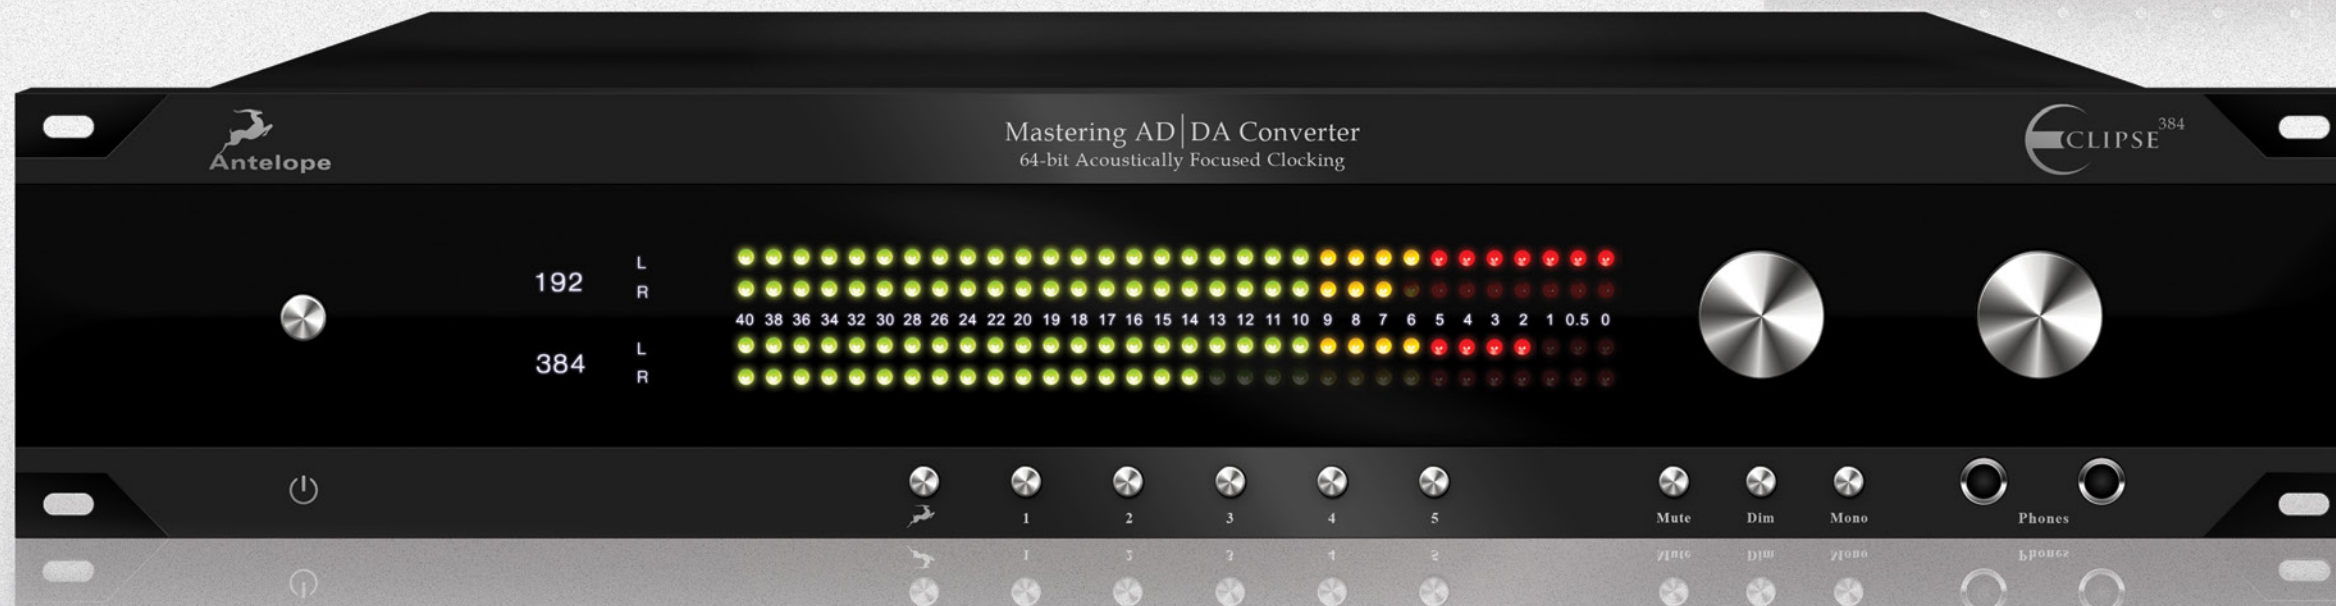 Antelope
Mastering AD|DA Converter
64-bit Acoustically Focused Clocking
ECLIPSE 384
192
L
R
40 38 36 34 32 30 28 26 24 22 20 19 18 17 16 15 14 13 12 11 10 9 8 7 6 5 4 3 2 1 0.5 0
384
L
R
1 2 3 4 5
Mute Dim Mono
Phones